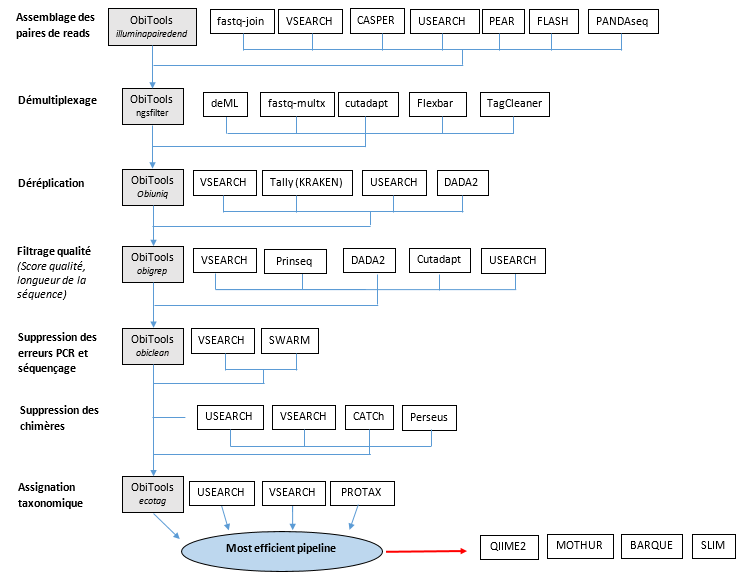 Assemblage des
paires de reads
ObiTools
illuminapairedend
fastq-join
VSEARCH
CASPER
USEARCH
PEAR
FLASH
PANDAseq
Démultiplexage
ObiTools
ngsfilter
deML
fastq-multx
cutadapt
Flexbar
TagCleaner
Déréplication
ObiTools
Obiuniq
VSEARCH
Tally (KRAKEN)
USEARCH
DADA2
Filtrage qualité
(Score qualité,
longueur de la
séquence)
ObiTools
obigrep
VSEARCH
Prinseq
DADA2
Cutadapt
USEARCH
Suppression des
erreurs PCR et
séquençage
ObiTools
obiclean
VSEARCH
SWARM
Suppression des
chimères
USEARCH
VSEARCH
CATCh
Perseus
Assignation
taxonomique
ObiTools
ecotag
USEARCH
VSEARCH
PROTAX
Most efficient pipeline
QIIME2
MOTHUR
BARQUE
SLIM